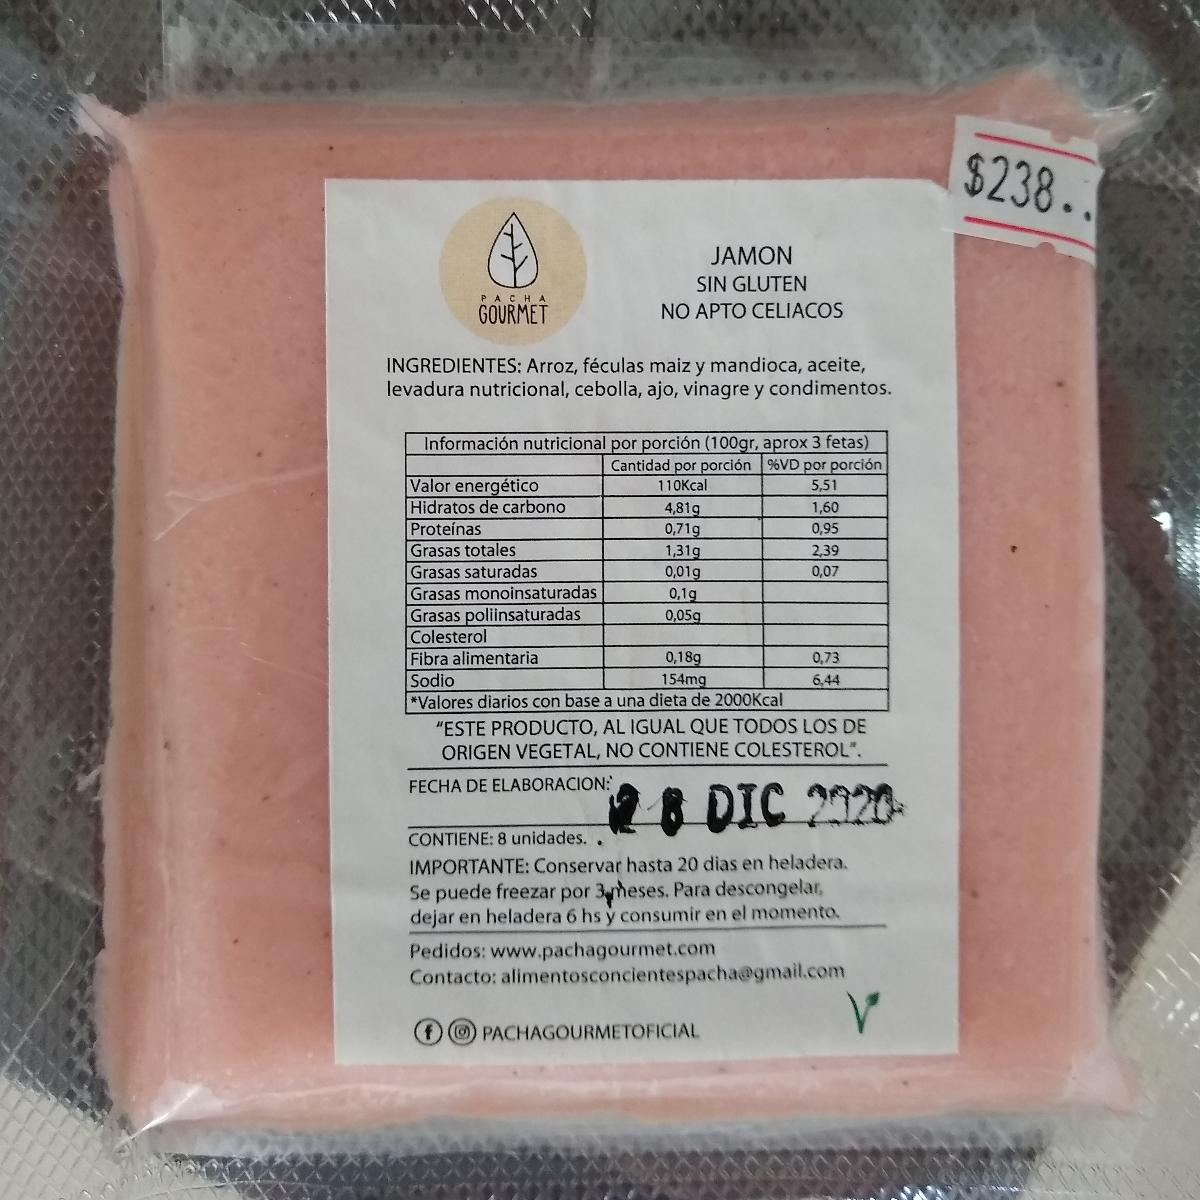 $238..
PACHA
GOURMET
JAMON
SIN GLUTEN
NO APTO CELIACOS
INGREDIENTES: Arroz, féculas maiz y mandioca, aceite,
levadura nutricional, cebolla, ajo, vinagre y condimentos.
Información nutricional por porción (100gr, aprox 3 fetas)
Cantidad por porción %VD por porción
Valor energético 110Kcal 5,51
Hidratos de carbono 4,81g 1,60
Proteínas 0,71g 0,95
Grasas totales 1,31g 2,39
Grasas saturadas 0,01g 0,07
Grasas monoinsaturadas 0,1g
Grasas poliinsaturadas 0,05g
Colesterol
Fibra alimentaria 0,18g 0,73
Sodio 154mg 6,44
*Valores diarios con base a una dieta de 2000Kcal
"ESTE PRODUCTO, AL IGUAL QUE TODOS LOS DE
ORIGEN VEGETAL, NO CONTIENE COLESTEROL".
FECHA DE ELABORACION: 28 DIC 2020
CONTIENE: 8 unidades.
IMPORTANTE: Conservar hasta 20 dias en heladera.
Se puede freezar por 3 meses. Para descongelar,
dejar en heladera 6 hs y consumir en el momento.
Pedidos: www.pachagourmet.com
Contacto: alimentosconcientespacha@gmail.com
PACHAGOURMETOFICIAL